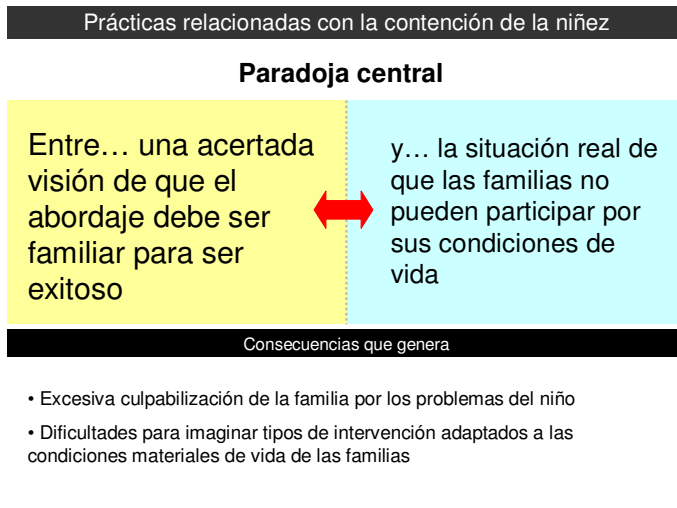 Prácticas relacionadas con la contención de la niñez
Paradoja central
Entre… una acertada
visión de que el
abordaje debe ser
familiar para ser
exitoso
y… la situación real de
que las familias no
pueden participar por
sus condiciones de
vida
Consecuencias que genera
• Excesiva culpabilización de la familia por los problemas del niño
• Dificultades para imaginar tipos de intervención adaptados a las
condiciones materiales de vida de las familias